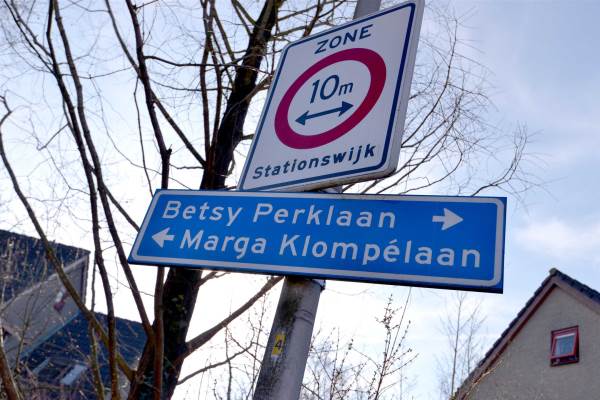 ZONE
10m
Stationswijk
Betsy Perklaan
Marga Klompélaan